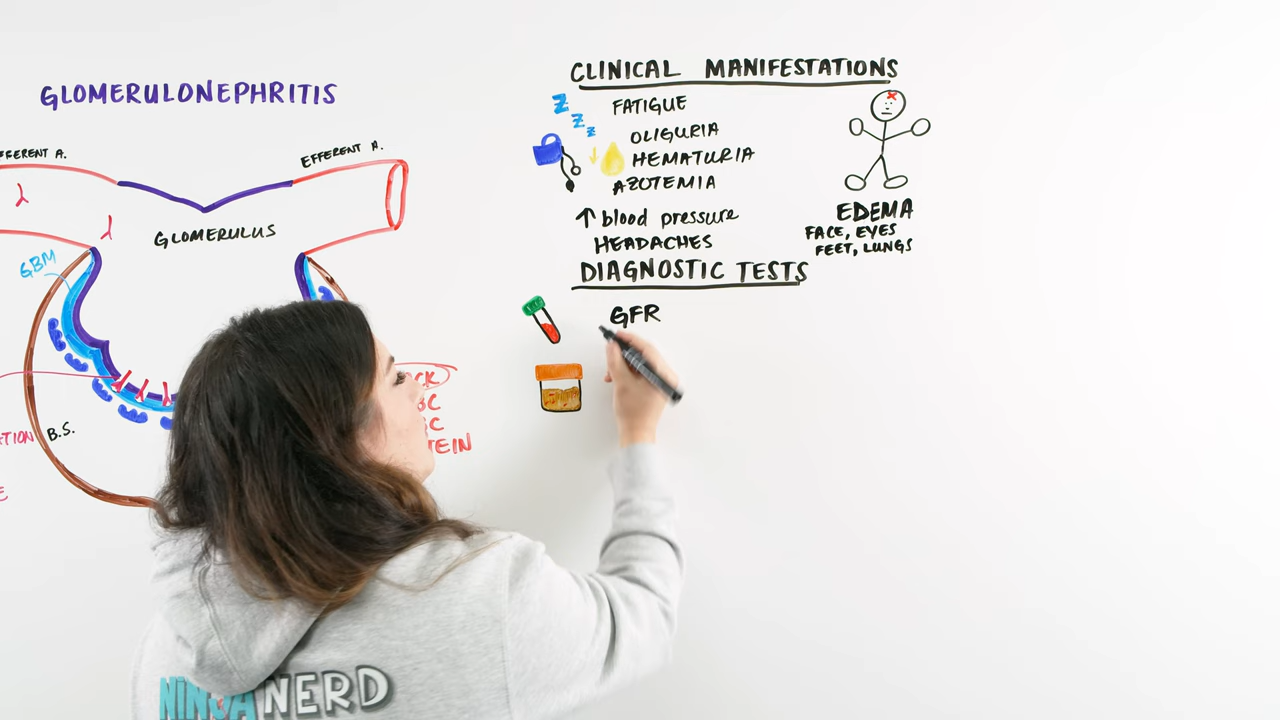 GLOMERULONEPHRITIS
EFFERENT A.
GLOMERULUS
GBM
B.S.
CLINICAL MANIFESTATIONS
Z
Z
Z
FATIGUE
OLIGURIA
HEMATURIA
AZOTEMIA
↑ blood pressure
HEADACHES
EDEMA
FACE, EYES
FEET, LUNGS
DIAGNOSTIC TESTS
GFR
NINJA NERD